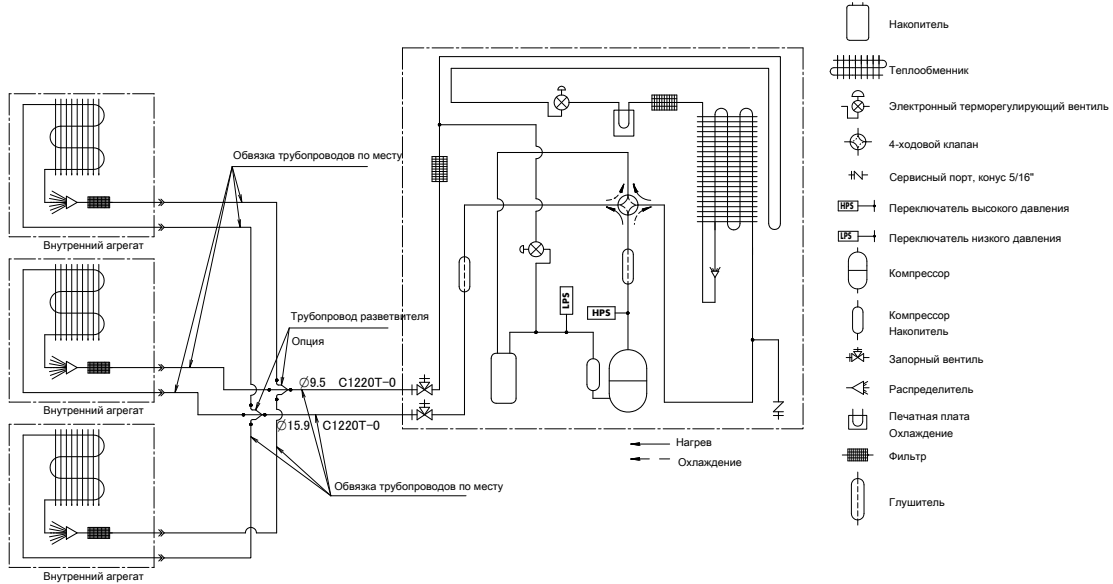 Накопитель
Теплообменник
Электронный терморегулирующий вентиль
4-ходовой клапан
Сервисный порт, конус 5/16"
HPS
Переключатель высокого давления
LPS
Переключатель низкого давления
Компрессор
Компрессор
Накопитель
Запорный вентиль
Распределитель
Печатная плата
Охлаждение
Фильтр
Глушитель
Обвязка трубопроводов по месту
Внутренний агрегат
Внутренний агрегат
Внутренний агрегат
Трубопровод разветвителя
Опция
∅9.5 C1220T-0
∅15.9 C1220T-0
Обвязка трубопроводов по месту
LPS
HPS
Нагрев
Охлаждение